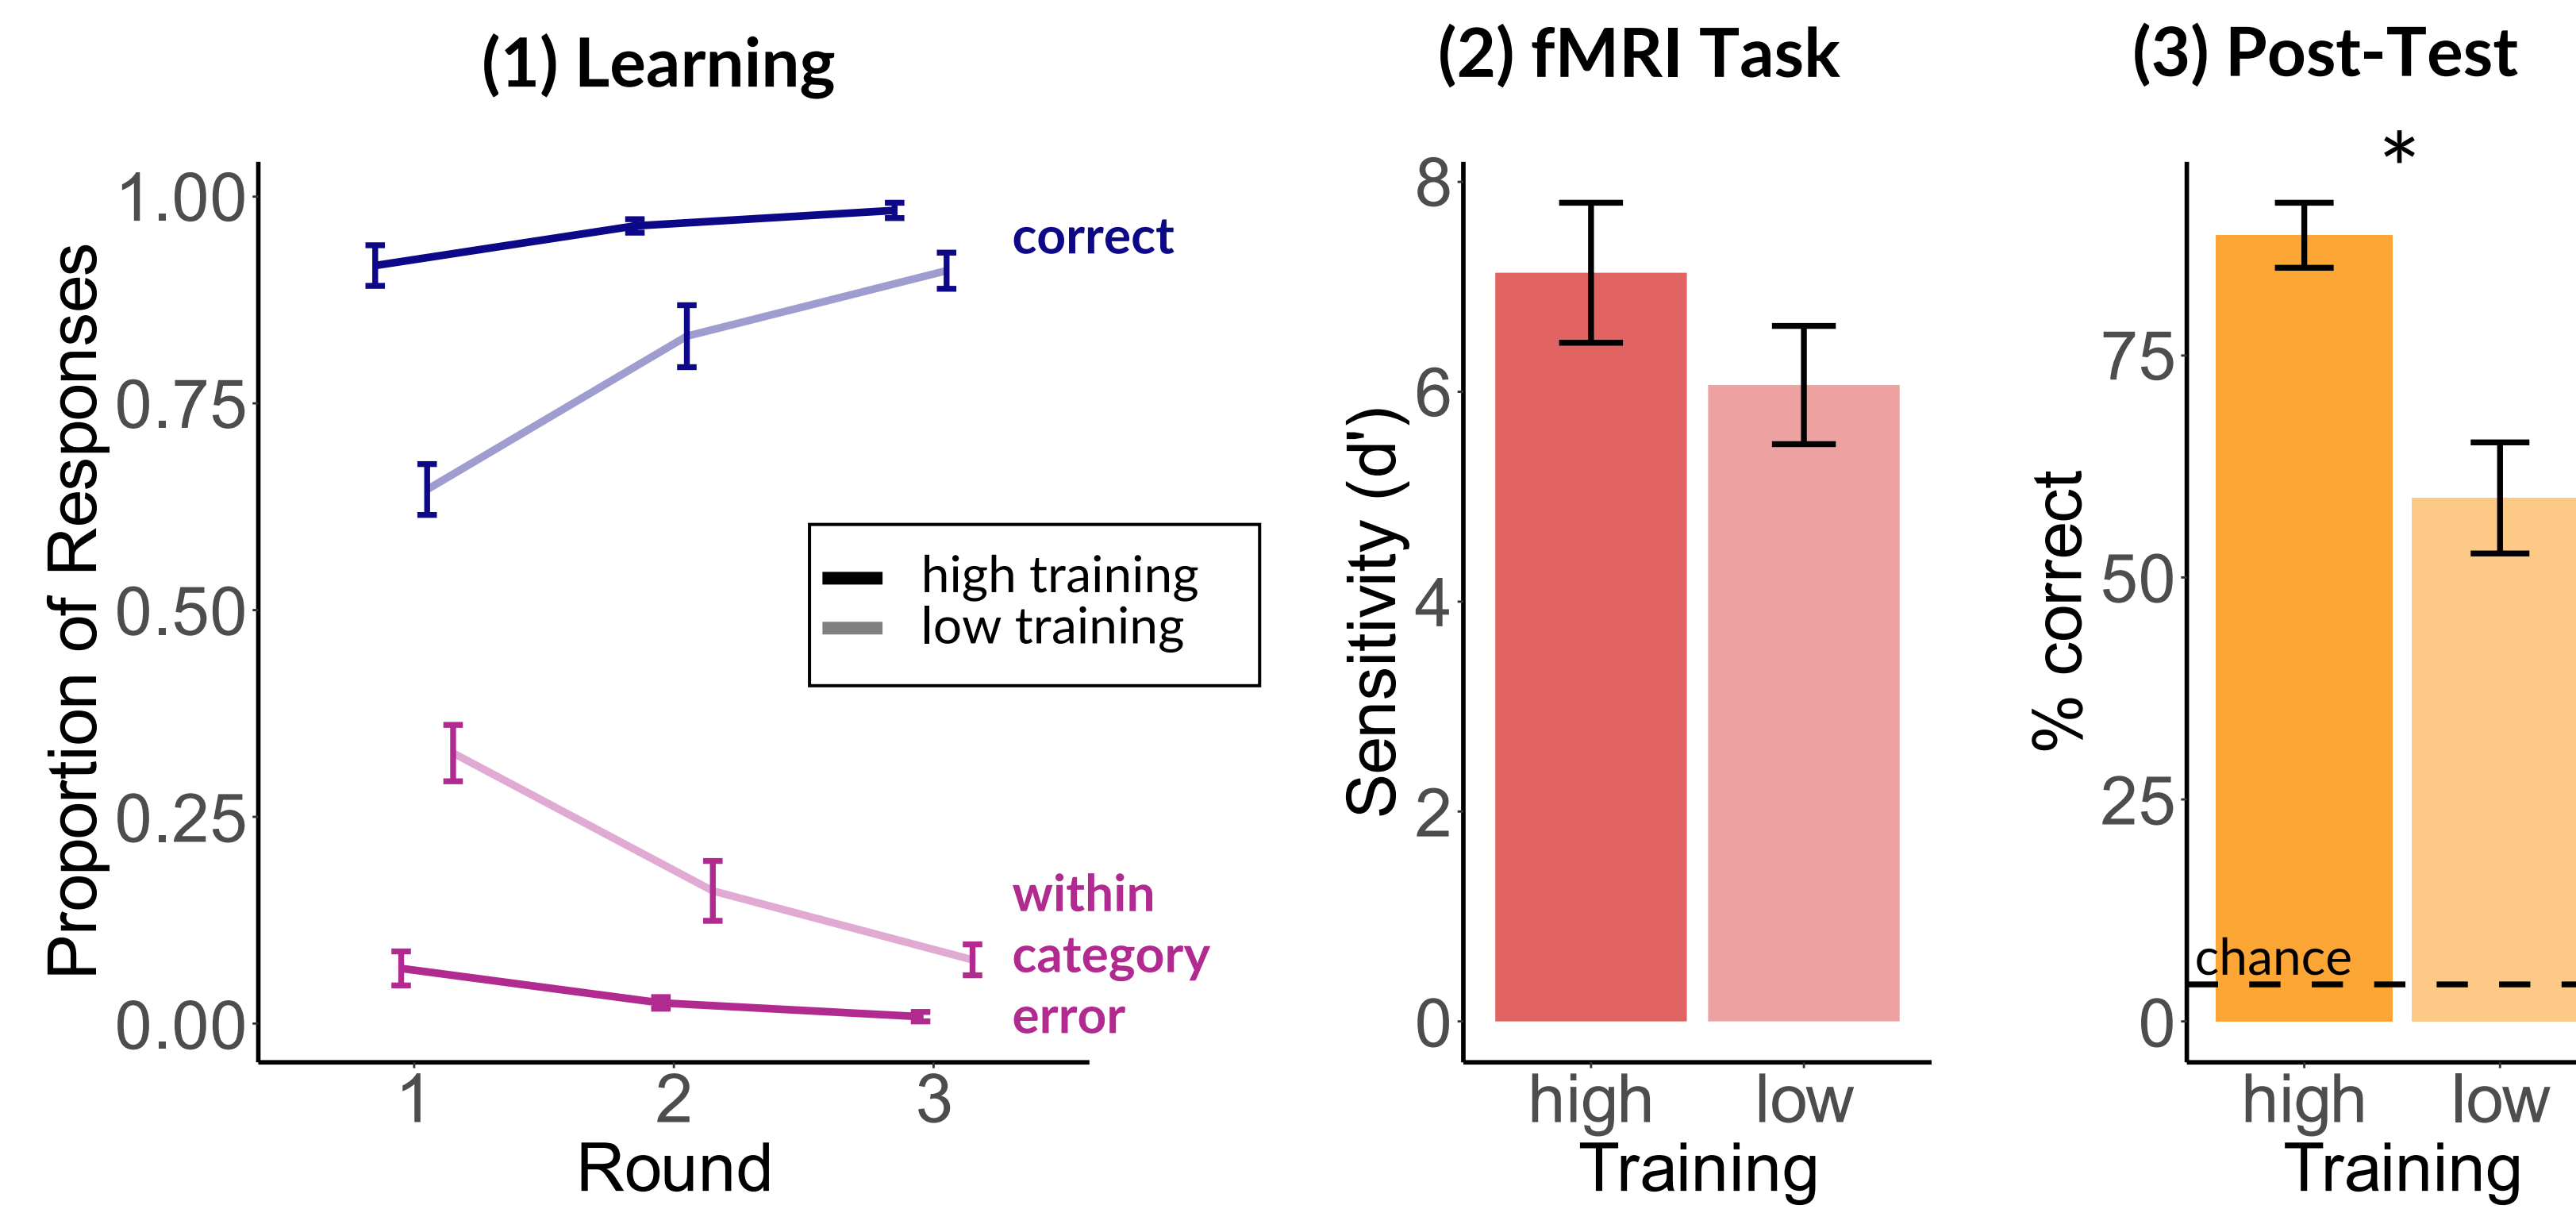 (1) Learning
Proportion of Responses
1.00
0.75
0.50
0.25
0.00
1 2 3
Round
correct
high training
low training
within
category
error
(2) fMRI Task
Sensitivity (d')
8
6
4
2
0
high low
Training
(3) Post-Test
*
% correct
75
50
25
0
chance
high low
Training